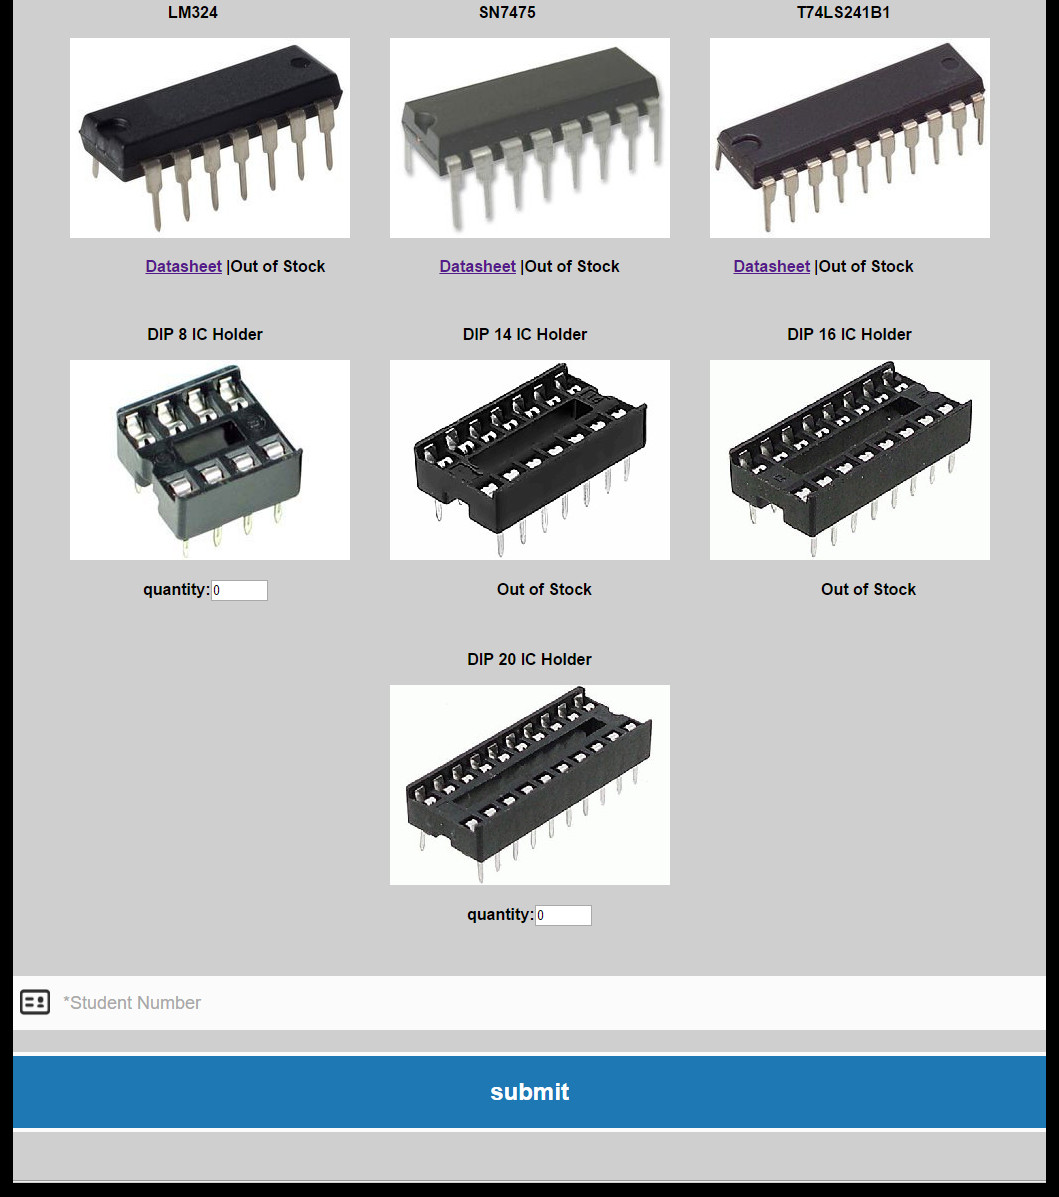 LM324 SN7475 T74LS241B1
Datasheet |Out of Stock Datasheet |Out of Stock Datasheet |Out of Stock
DIP 8 IC Holder DIP 14 IC Holder DIP 16 IC Holder
quantity:0 Out of Stock Out of Stock
DIP 20 IC Holder
quantity:0
*Student Number
submit